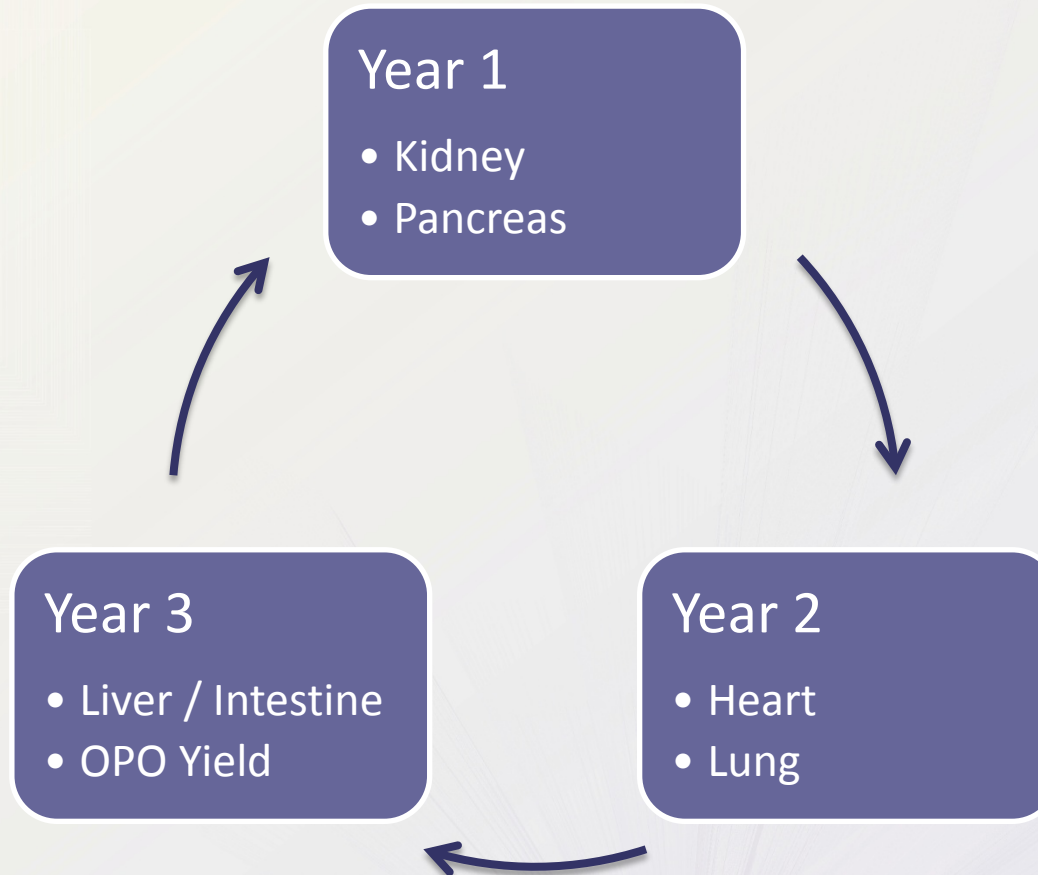 Year 1
• Kidney
• Pancreas
Year 2
• Heart
• Lung
Year 3
• Liver / Intestine
• OPO Yield